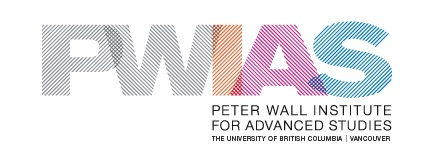 PWIAS
PETER WALL INSTITUTE
FOR ADVANCED STUDIES
THE UNIVERSITY OF BRITISH COLUMBIA | VANCOUVER